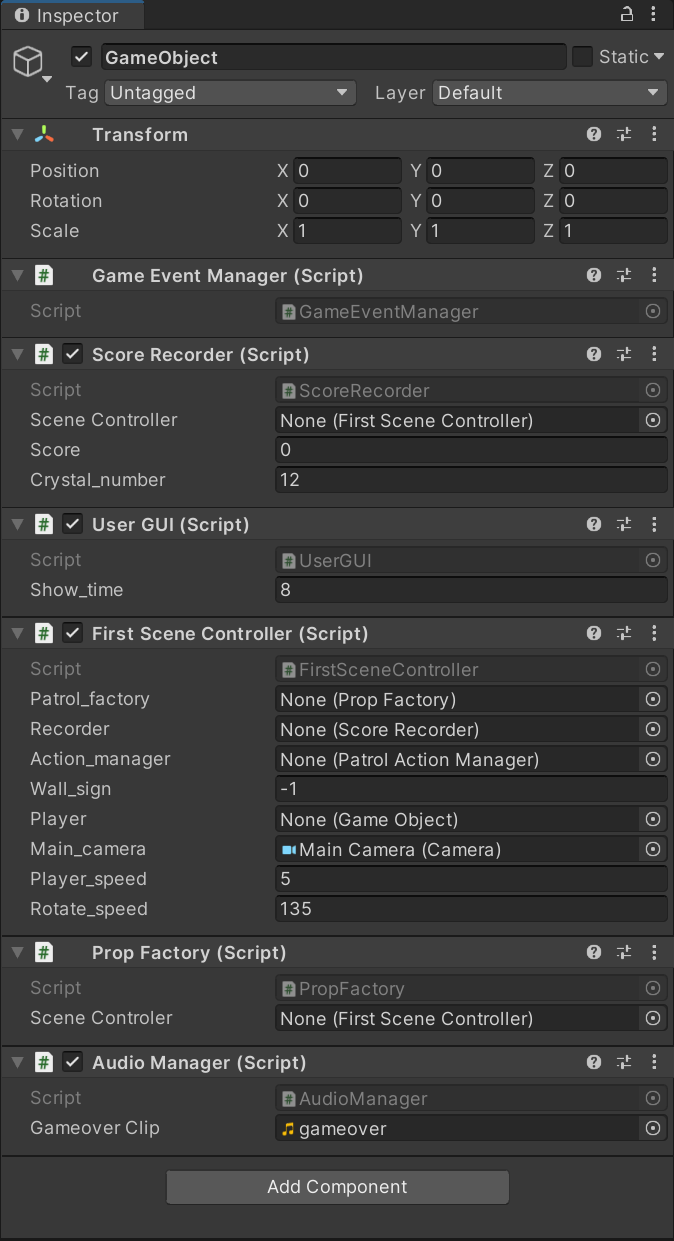 Inspector
GameObject Static
Tag Untagged Layer Default
Transform
Position X 0 Y 0 Z 0
Rotation X 0 Y 0 Z 0
Scale X 1 Y 1 Z 1
Game Event Manager (Script)
Script GameEventManager
Score Recorder (Script)
Script ScoreRecorder
Scene Controller None (First Scene Controller)
Score 0
Crystal_number 12
User GUI (Script)
Script UserGUI
Show_time 8
First Scene Controller (Script)
Script FirstSceneController
Patrol_factory None (Prop Factory)
Recorder None (Score Recorder)
Action_manager None (Patrol Action Manager)
Wall_sign -1
Player None (Game Object)
Main_camera Main Camera (Camera)
Player_speed 5
Rotate_speed 135
Prop Factory (Script)
Script PropFactory
Scene Controler None (First Scene Controller)
Audio Manager (Script)
Script AudioManager
Gameover Clip gameover
Add Component